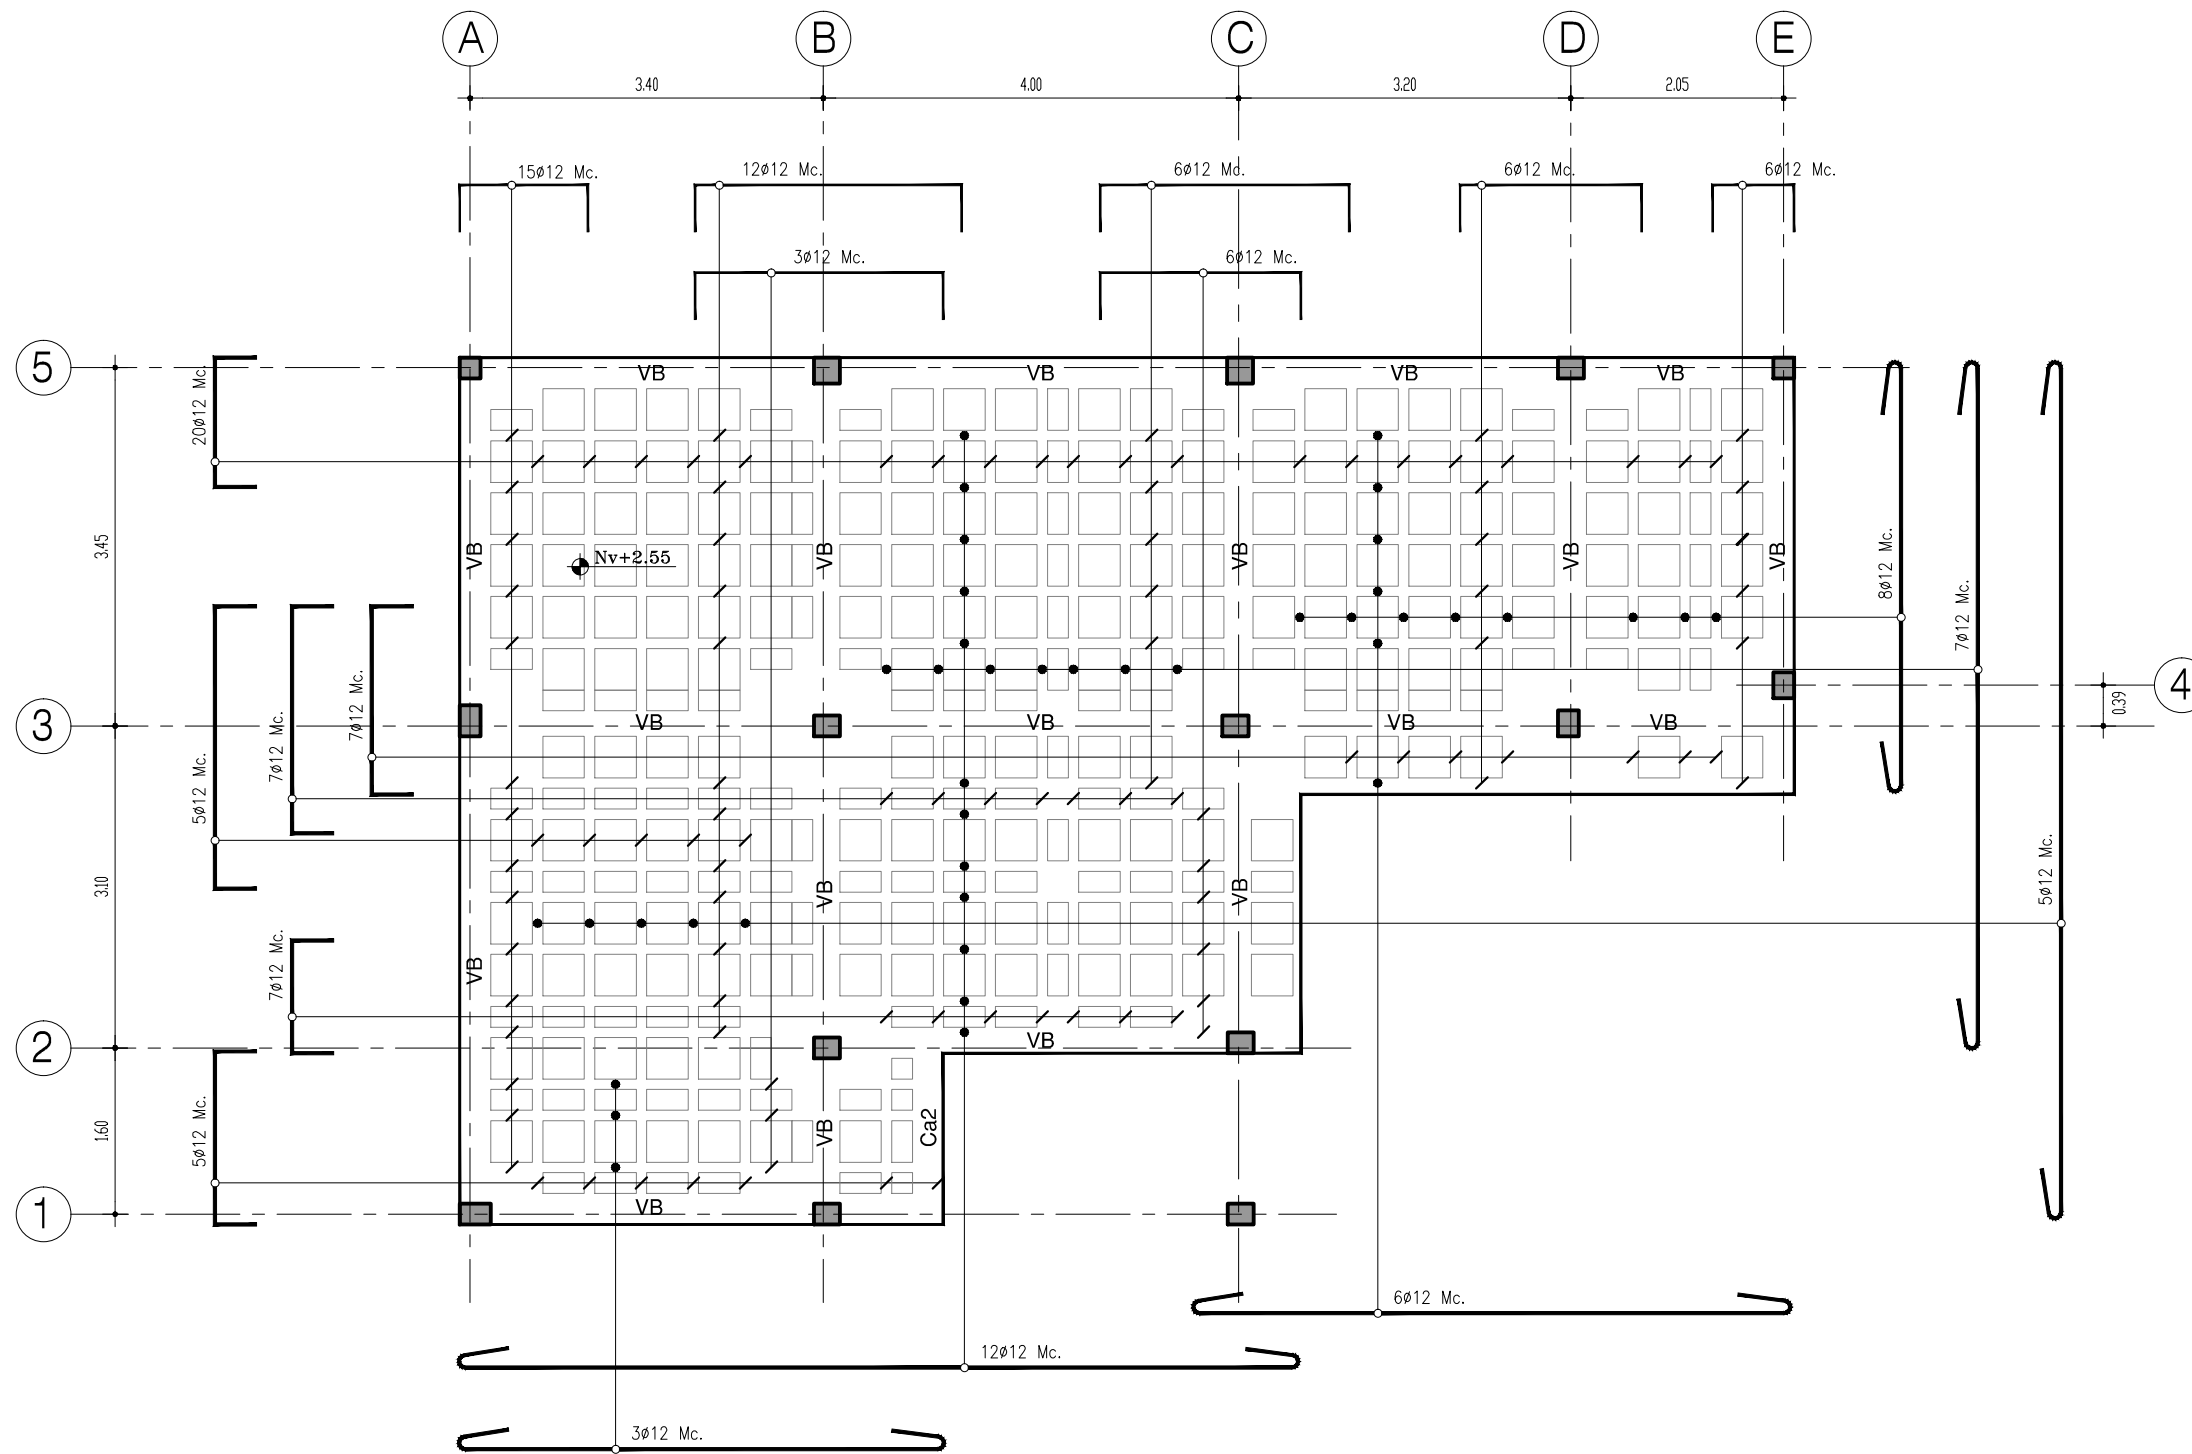 A B C D E
3.40 4.00 3.20 2.05
15ø12 Mc. 12ø12 Mc. 6ø12 Md. 6ø12 Mc. 6ø12 Mc.
3ø12 Mc. 6ø12 Mc.
5
VB VB VB VB
20ø12 Mc.
3.45
VB VB VB VB VB
Nv+2.55
8ø12 Mc.
7ø12 Mc.
4
0.39
3
VB VB VB VB
7ø12 Mc.
7ø12 Mc.
5ø12 Mc.
3.10
VB VB
5ø12 Mc.
VB
7ø12 Mc.
2
VB
5ø12 Mc.
1.60
VB Ca2
1
VB
6ø12 Mc.
12ø12 Mc.
3ø12 Mc.